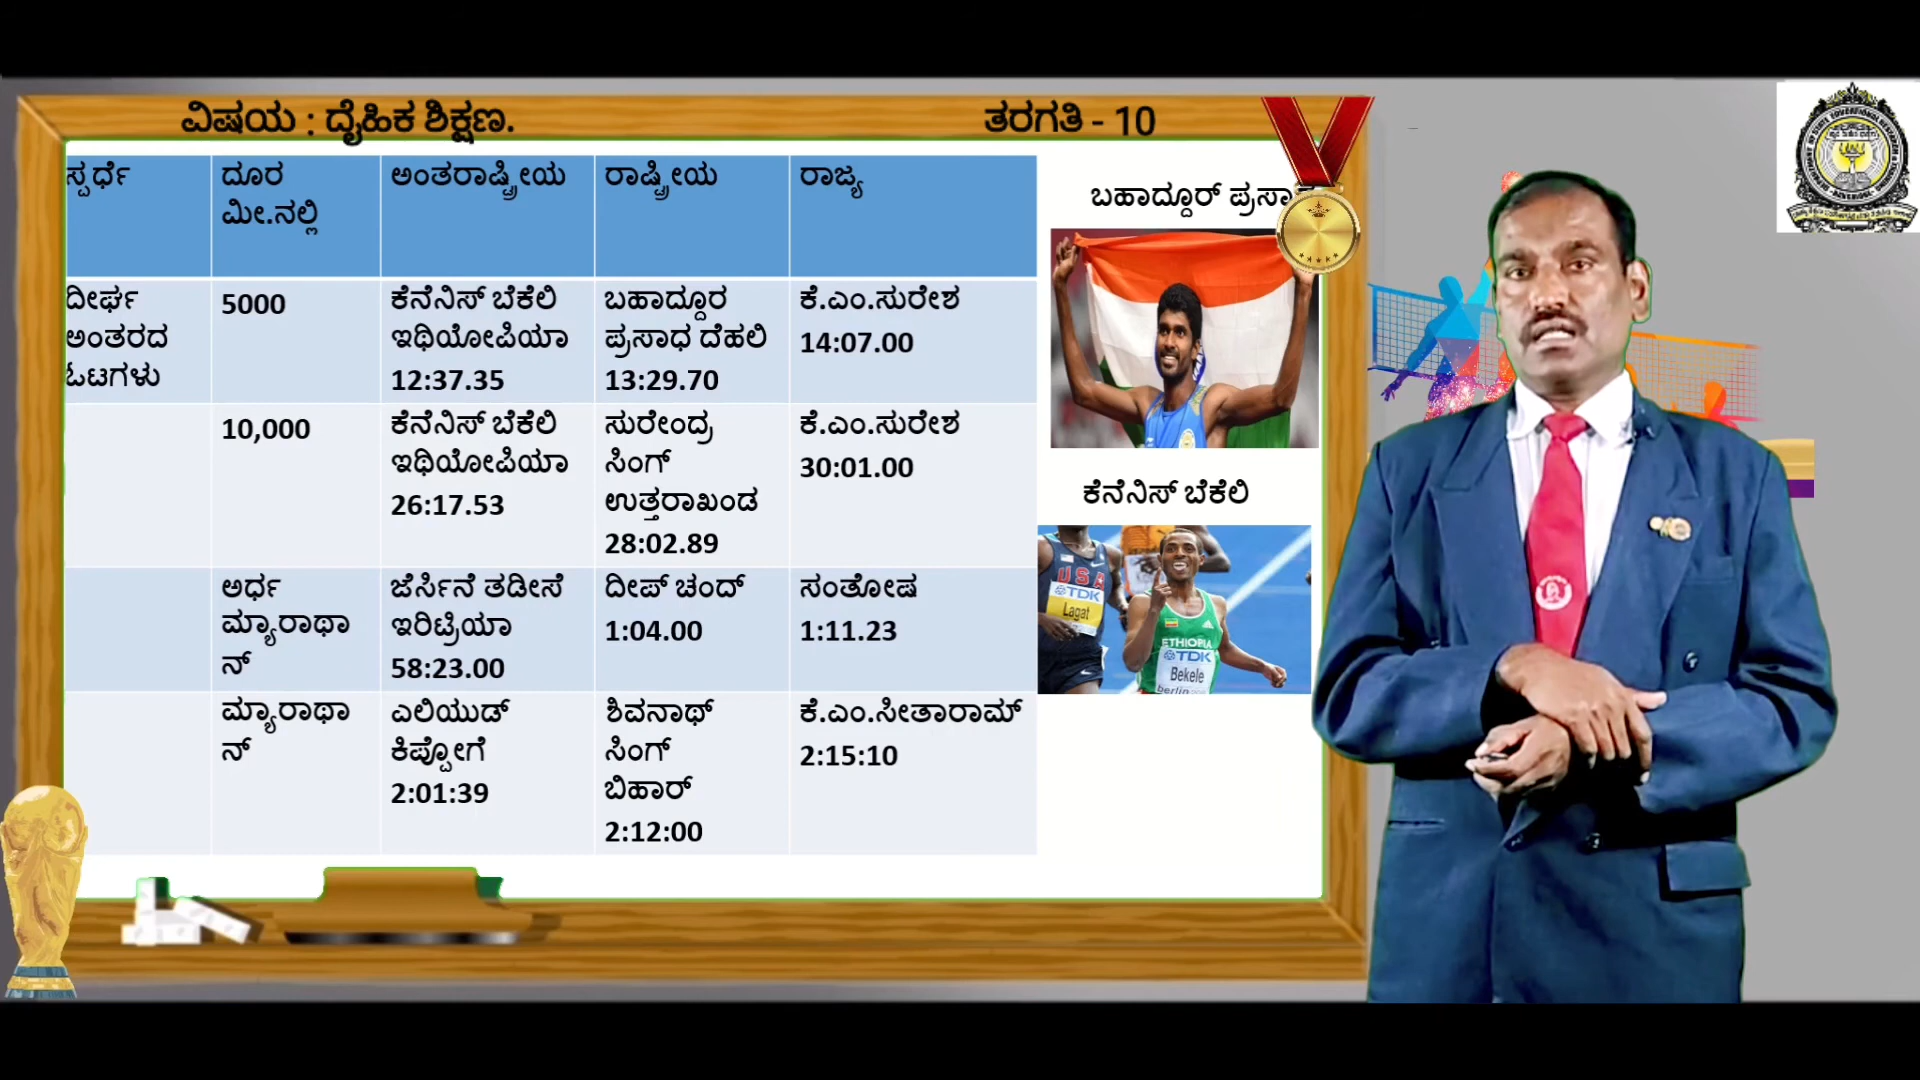 ವಿಷಯ : ದೈಹಿಕ ಶಿಕ್ಷಣ.
ತರಗತಿ - 10
ಸ್ಪರ್ಧೆ
ದೂರ
ಮೀ.ನಲ್ಲಿ
ಅಂತರಾಷ್ಟ್ರೀಯ
ರಾಷ್ಟ್ರೀಯ
ರಾಜ್ಯ
ದೀರ್ಘ
ಅಂತರದ
ಓಟಗಳು
5000
ಕೆನೆನಿಸ್ ಬೆಕೆಲಿ
ಇಥಿಯೋಪಿಯಾ
12:37.35
ಬಹಾದ್ದೂರ
ಪ್ರಸಾಧ ದೆಹಲಿ
13:29.70
ಕೆ.ಎಂ.ಸುರೇಶ
14:07.00
10,000
ಕೆನೆನಿಸ್ ಬೆಕೆಲಿ
ಇಥಿಯೋಪಿಯಾ
26:17.53
ಸುರೇಂದ್ರ
ಸಿಂಗ್
ಉತ್ತರಾಖಂಡ
28:02.89
ಕೆ.ಎಂ.ಸುರೇಶ
30:01.00
ಅರ್ಧ
ಮ್ಯಾರಾಥಾ
ನ್
ಜೆರ್ಸಿನೆ ತಡೀಸೆ
ಇರಿಟ್ರಿಯಾ
58:23.00
ದೀಪ್ ಚಂದ್
1:04.00
ಸಂತೋಷ
1:11.23
ಮ್ಯಾರಾಥಾ
ನ್
ಎಲಿಯುಡ್
ಕಿಪ್ಚೋಗೆ
2:01:39
ಶಿವನಾಥ್
ಸಿಂಗ್
ಬಿಹಾರ್
2:12:00
ಕೆ.ಎಂ.ಸೀತಾರಾಮ್
2:15:10
ಬಹಾದ್ದೂರ್
ಕೆನೆನಿಸ್ ಬೆಕೆಲಿ
USA
TDK
Lagat
ETHIOPIA
TDK
Bekele
berlin